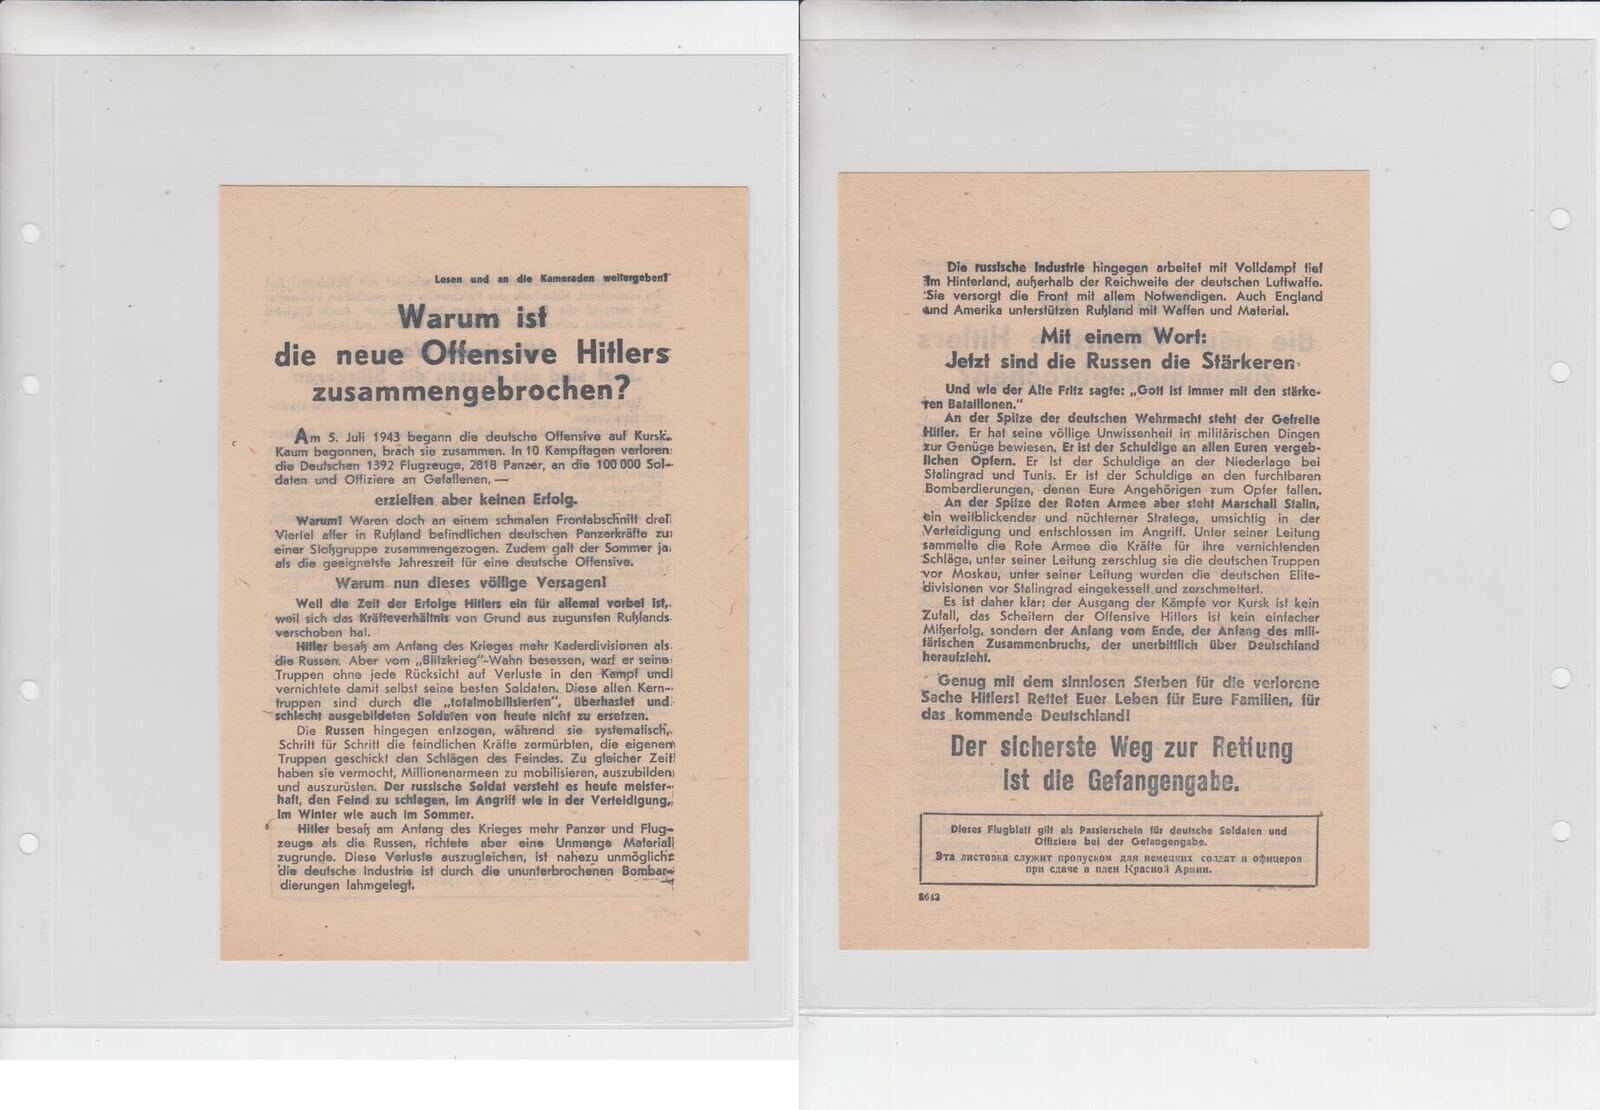 Lesen und an die Kameraden weitergeben!
Warum ist
die neue Offensive Hitlers
zusammengebrochen?
Am 5. Juli 1943 begann die deutsche Offensive auf Kursk.
Kaum begonnen, brach sie zusammen. In 10 Kampftagen verloren
die Deutschen 1392 Flugzeuge, 2818 Panzer, an die 100 000 Sol-
daten und Offiziere an Gefallenen, —
erzielten aber keinen Erfolg.
Warum? Waren doch an einem schmalen Frontabschnitt drei
Viertel aller in Rußland befindlichen deutschen Panzerkräfte zu
einer Stoßgruppe zusammengezogen. Zudem galt der Sommer ja
als die geeignetste Jahreszeit für eine deutsche Offensive.
Warum nun dieses völlige Versagen?
Weil die Zeit der Erfolge Hitlers ein für allemal vorbei ist,
weil sich das Kräfteverhältnis von Grund aus zugunsten Rußlands
verschoben hat.
Hitler besaß am Anfang des Krieges mehr Kaderdivisionen als
die Russen. Aber vom „Blitzkrieg"-Wahn besessen, warf er seine
Truppen ohne jede Rücksicht auf Verluste in den Kampf und
vernichtete damit selbst seine besten Soldaten. Diese alten Kern-
truppen sind durch die „totalmobilisierten", überhastet und
schlecht ausgebildeten Soldaten von heute nicht zu ersetzen.
Die Russen hingegen entzogen, während sie systematisch,
Schritt für Schritt die feindlichen Kräfte zermürbten, die eigenen
Truppen geschickt den Schlägen des Feindes. Zu gleicher Zeit
haben sie vermocht, Millionenarmeen zu mobilisieren, auszubilden
und auszurüsten. Der russische Soldat versteht es heute meister-
haft, den Feind zu schlagen, im Angriff wie in der Verteidigung,
im Winter wie auch im Sommer.
Hitler besaß am Anfang des Krieges mehr Panzer und Flug-
zeuge als die Russen, richtete aber eine Unmenge Material
zugrunde. Diese Verluste auszugleichen, ist nahezu unmöglich:
die deutsche Industrie ist durch die ununterbrochenen Bombar-
dierungen lahmgelegt.
Die russische Industrie hingegen arbeitet mit Volldampf tief
im Hinterland, außerhalb der Reichweite der deutschen Luftwaffe.
Sie versorgt die Front mit allem Notwendigen. Auch England
und Amerika unterstützen Rußland mit Waffen und Material.
Mit einem Wort:
Jetzt sind die Russen die Stärkeren.
Und wie der Alte Fritz sagte: „Gott ist immer mit den stärke-
ren Bataillonen."
An der Spitze der deutschen Wehrmacht steht der Gefreite
Hitler. Er hat seine völlige Unwissenheit in militärischen Dingen
zur Genüge bewiesen. Er ist der Schuldige an allen Euren vergeb-
lichen Opfern. Er ist der Schuldige an der Niederlage bei
Stalingrad und Tunis. Er ist der Schuldige an den furchtbaren
Bombardierungen, denen Eure Angehörigen zum Opfer fallen.
An der Spitze der Roten Armee aber steht Marschall Stalin,
ein weitblickender und nüchterner Stratege, umsichtig in der
Verteidigung und entschlossen im Angriff. Unter seiner Leitung
sammelte die Rote Armee die Kräfte für ihre vernichtenden
Schläge, unter seiner Leitung zerschlug sie die deutschen Truppen
vor Moskau, unter seiner Leitung wurden die deutschen Elite-
divisionen vor Stalingrad eingekesselt und zerschmettert.
Es ist daher klar: der Ausgang der Kämpfe vor Kursk ist kein
Zufall, das Scheitern der Offensive Hitlers ist kein einfacher
Mißerfolg, sondern der Anfang vom Ende, der Anfang des mili-
tärischen Zusammenbruchs, der unerbittlich über Deutschland
heraufzieht.
Genug mit dem sinnlosen Sterben für die verlorene
Sache Hitlers! Rettet Euer Leben für Eure Familien, für
das kommende Deutschland!
Der sicherste Weg zur Rettung
ist die Gefangengabe.
Dieses Flugblatt gilt als Passierschein für deutsche Soldaten und
Offiziere bei der Gefangengabe.
Эта листовка служит пропуском для немецких солдат и офицеров
при сдаче в плен Красной Армии.
8642